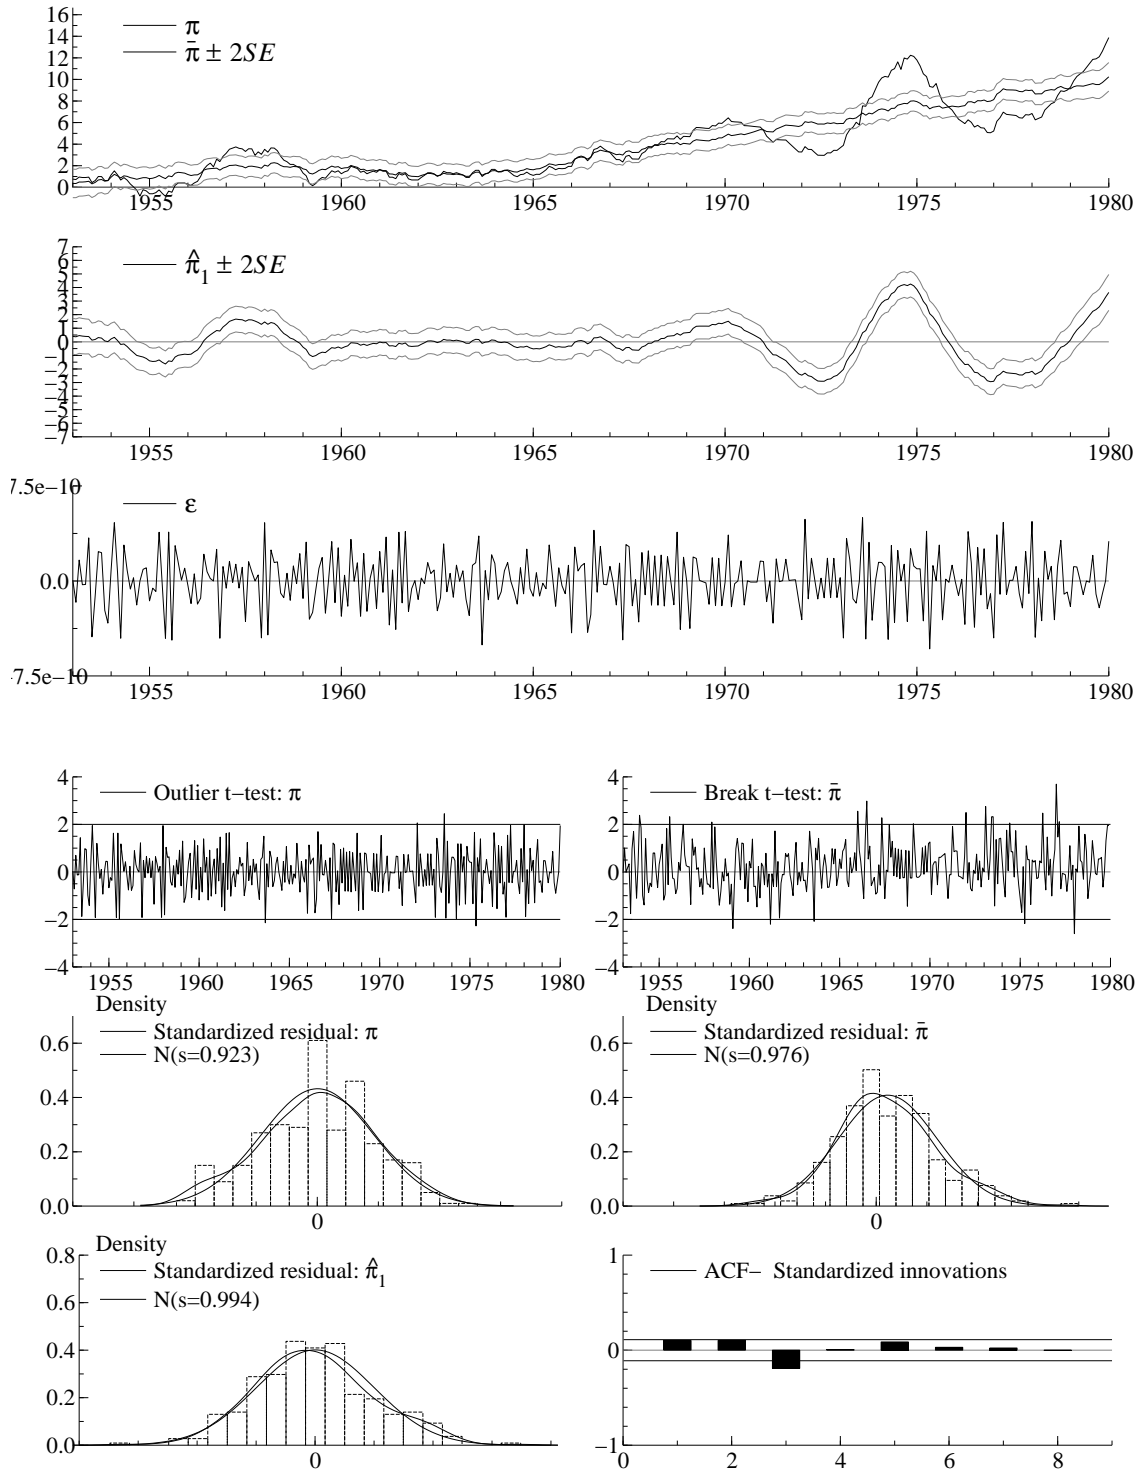 16
14
12
10
8
6
4
2
0
π
π̄ ± 2SE
1955 1960 1965 1970 1975 1980
7
6
5
4
3
2
1
0
−1
−2
−3
−4
−5
−6
−7
π̂1 ± 2SE
1955 1960 1965 1970 1975 1980
7.5e−10
0.0
-7.5e−10
ε
1955 1960 1965 1970 1975 1980
4
2
0
−2
−4
Outlier t−test: π
1955 1960 1965 1970 1975 1980
4
2
0
−2
−4
Break t−test: π̄
1955 1960 1965 1970 1975 1980
Density
0.6
0.4
0.2
0.0
Standardized residual: π
N(s=0.923)
0
Density
0.6
0.4
0.2
0.0
Standardized residual: π̄
N(s=0.976)
0
Density
0.8
0.6
0.4
0.2
0.0
Standardized residual: π̂1
N(s=0.994)
0
1
0
−1
ACF− Standardized innovations
0 2 4 6 8